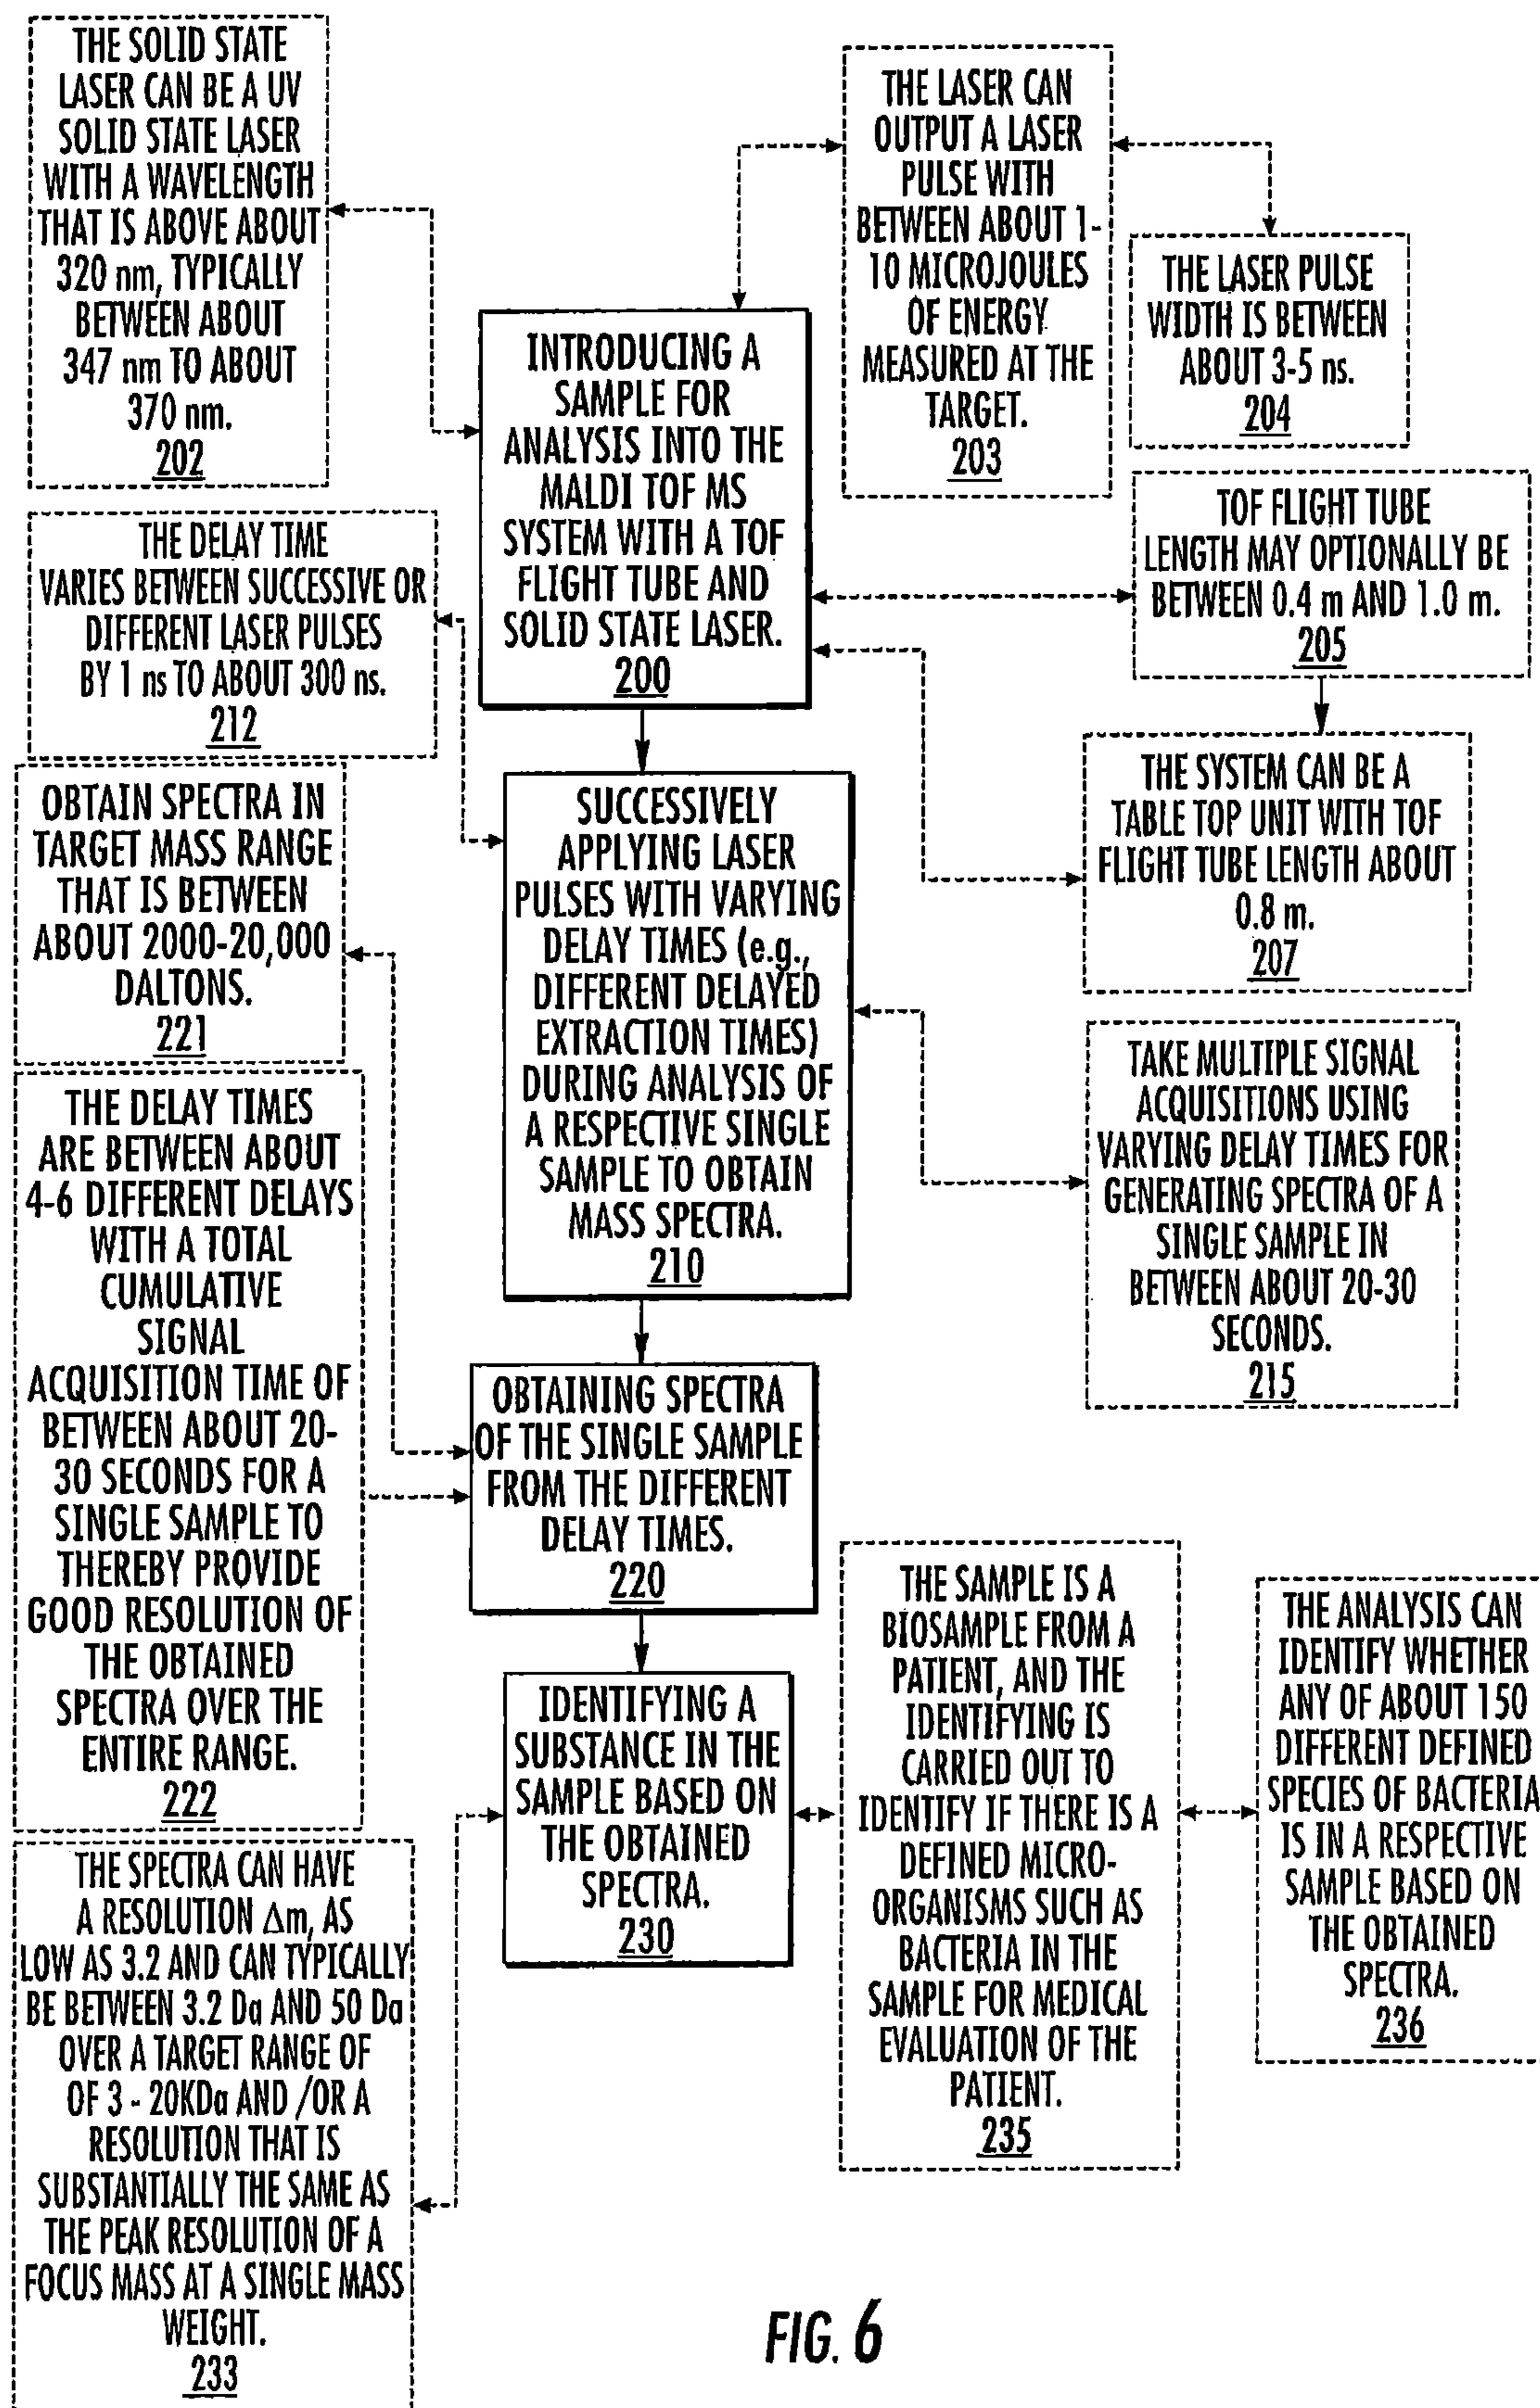 THE SOLID STATE
LASER CAN BE A UV
SOLID STATE LASER
WITH A WAVELENGTH
THAT IS ABOVE ABOUT
320 nm, TYPICALLY
BETWEEN ABOUT
347 nm TO ABOUT
370 nm.
202
THE LASER CAN
OUTPUT A LASER
PULSE WITH
BETWEEN ABOUT 1-
10 MICROJOULES
OF ENERGY
MEASURED AT THE
TARGET.
203
THE LASER PULSE
WIDTH IS BETWEEN
ABOUT 3-5 ns.
204
INTRODUCING A
SAMPLE FOR
ANALYSIS INTO THE
MALDI TOF MS
SYSTEM WITH A TOF
FLIGHT TUBE AND
SOLID STATE LASER.
200
TOF FLIGHT TUBE
LENGTH MAY OPTIONALLY BE
BETWEEN 0.4 m AND 1.0 m.
205
THE DELAY TIME
VARIES BETWEEN SUCCESSIVE OR
DIFFERENT LASER PULSES
BY 1 ns TO ABOUT 300 ns.
212
THE SYSTEM CAN BE A
TABLE TOP UNIT WITH TOF
FLIGHT TUBE LENGTH ABOUT
0.8 m.
207
OBTAIN SPECTRA IN
TARGET MASS RANGE
THAT IS BETWEEN
ABOUT 2000-20,000
DALTONS.
221
SUCCESSIVELY
APPLYING LASER
PULSES WITH VARYING
DELAY TIMES (e.g.,
DIFFERENT DELAYED
EXTRACTION TIMES)
DURING ANALYSIS OF
A RESPECTIVE SINGLE
SAMPLE TO OBTAIN
MASS SPECTRA.
210
TAKE MULTIPLE SIGNAL
ACQUISITIONS USING
VARYING DELAY TIMES FOR
GENERATING SPECTRA OF A
SINGLE SAMPLE IN
BETWEEN ABOUT 20-30
SECONDS.
215
THE DELAY TIMES
ARE BETWEEN ABOUT
4-6 DIFFERENT DELAYS
WITH A TOTAL
CUMULATIVE
SIGNAL
ACQUISITION TIME OF
BETWEEN ABOUT 20-
30 SECONDS FOR A
SINGLE SAMPLE TO
THEREBY PROVIDE
GOOD RESOLUTION OF
THE OBTAINED
SPECTRA OVER THE
ENTIRE RANGE.
222
OBTAINING SPECTRA
OF THE SINGLE SAMPLE
FROM THE DIFFERENT
DELAY TIMES.
220
IDENTIFYING A
SUBSTANCE IN THE
SAMPLE BASED ON
THE OBTAINED
SPECTRA.
230
THE SAMPLE IS A
BIOSAMPLE FROM A
PATIENT, AND THE
IDENTIFYING IS
CARRIED OUT TO
IDENTIFY IF THERE IS A
DEFINED MICRO-
ORGANISMS SUCH AS
BACTERIA IN THE
SAMPLE FOR MEDICAL
EVALUATION OF THE
PATIENT.
235
THE ANALYSIS CAN
IDENTIFY WHETHER
ANY OF ABOUT 150
DIFFERENT DEFINED
SPECIES OF BACTERIA
IS IN A RESPECTIVE
SAMPLE BASED ON
THE OBTAINED
SPECTRA.
236
THE SPECTRA CAN HAVE
A RESOLUTION Δm, AS
LOW AS 3.2 AND CAN TYPICALLY
BE BETWEEN 3.2 Da AND 50 Da
OVER A TARGET RANGE OF
OF 3 - 20KDa AND /OR A
RESOLUTION THAT IS
SUBSTANTIALLY THE SAME AS
THE PEAK RESOLUTION OF A
FOCUS MASS AT A SINGLE MASS
WEIGHT.
233
FIG. 6